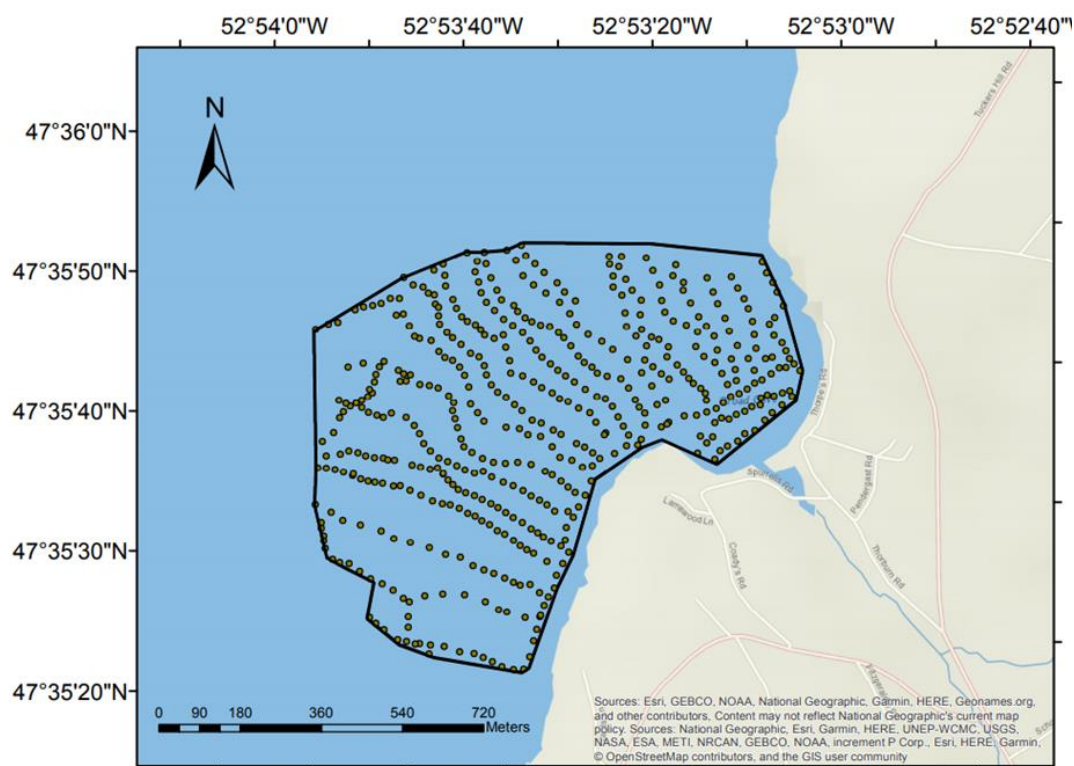 52°54'0"W 52°53'40"W 52°53'20"W 52°53'0"W 52°52'40"W
N
47°36'0"N
Tuckers Hill Rd
47°35'50"N
47°35'40"N
Thorpe's Rd
Pendergast Rd
Spurrells Rd
Lamswood Ln
47°35'30"N
Coady's Rd
Thorburn Rd
47°35'20"N
0 90 180 360 540 720
Meters
Sources: Esri, GEBCO, NOAA, National Geographic, Garmin, HERE, Geonames.org,
and other contributors, Content may not reflect National Geographic's current map
policy. Sources: National Geographic, Esri, Garmin, HERE, UNEP-WCMC, USGS,
NASA, ESA, METI, NRCAN, GEBCO, NOAA, increment P Corp., Esri, HERE, Garmin,
© OpenStreetMap contributors, and the GIS user community